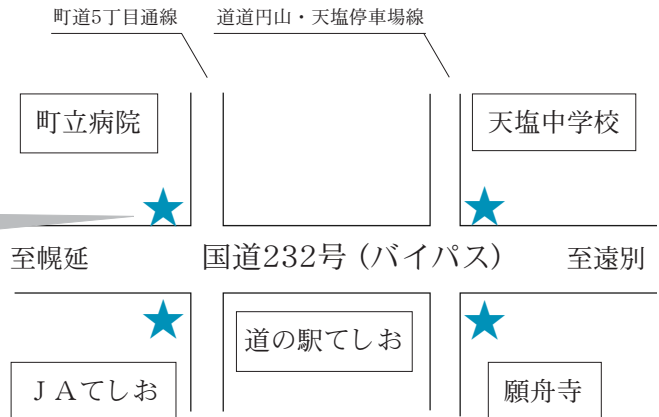 町道5丁目通線
道道円山・天塩停車場線
町立病院
天塩中学校
至幌延
国道232号(バイパス)
至遠別
道の駅てしお
JAてしお
願舟寺